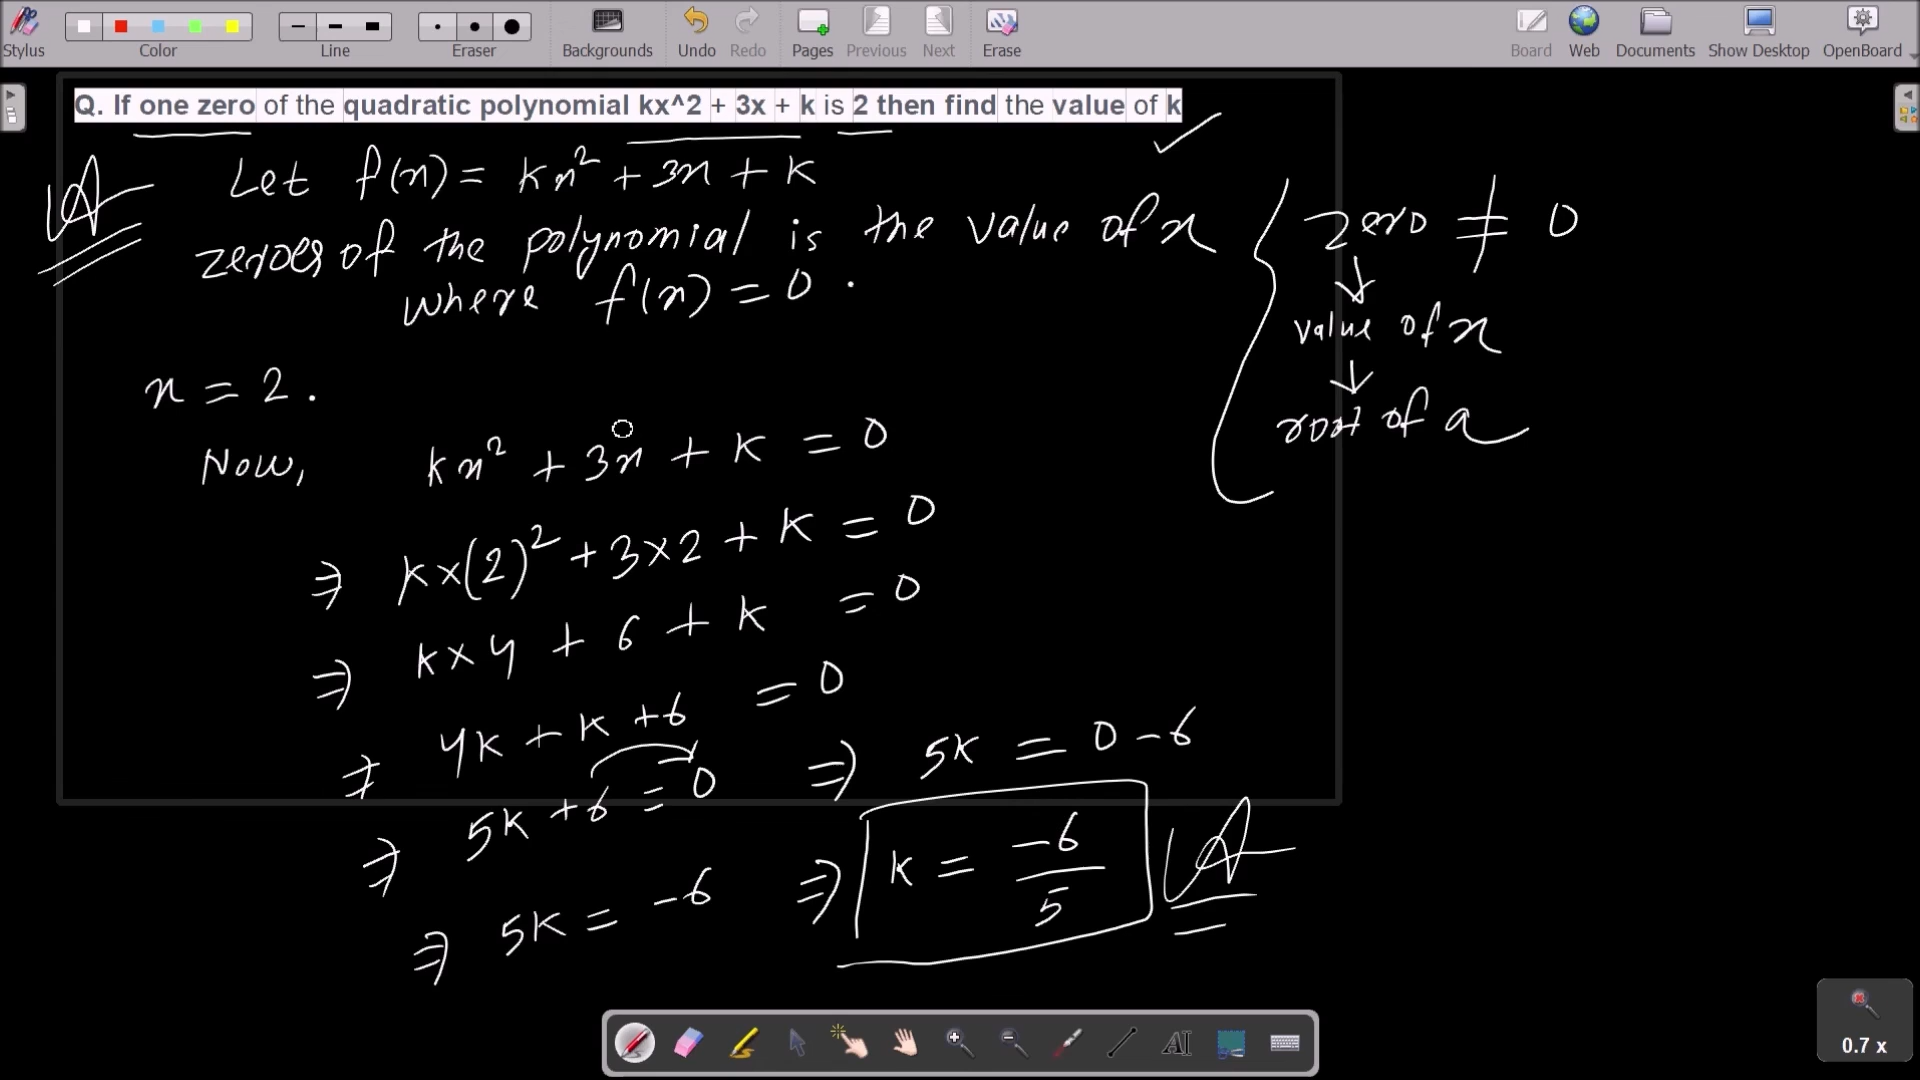 Stylus
Color
Line
Eraser
Backgrounds
Undo
Redo
Pages
Previous
Next
Erase
Board
Web
Documents
Show Desktop
OpenBoard
Q. If one zero of the quadratic polynomial kx^2 + 3x + k is 2 then find the value of k
Let f(x) = kx² + 3x + k
zeroes of the polynomial is the value of x
where f(x) = 0 .
x = 2 .
Now, kx² + 3x + k = 0
⇒ k×(2)² + 3×2 + k = 0
⇒ k×4 + 6 + k = 0
⇒ 4k + k + 6 = 0
⇒ 5k + 6 = 0
⇒ 5k = 0 - 6
⇒ 5k = -6
⇒ k = -6/5
zero ≠ 0
↓
value of x
↓
root of a
AI
0.7 x